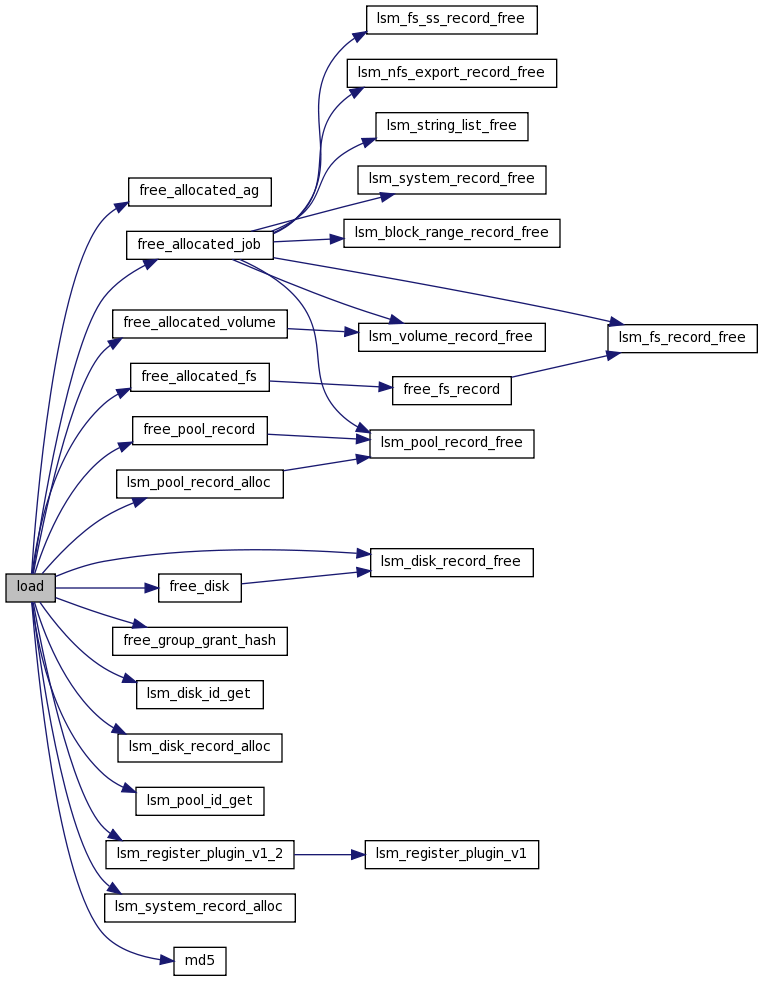 lsm_fs_ss_record_free
lsm_nfs_export_record_free
lsm_string_list_free
lsm_system_record_free
free_allocated_ag
lsm_block_range_record_free
free_allocated_job
free_allocated_volume
lsm_volume_record_free
lsm_fs_record_free
free_allocated_fs
free_fs_record
free_pool_record
lsm_pool_record_free
lsm_pool_record_alloc
lsm_disk_record_free
load
free_disk
free_group_grant_hash
lsm_disk_id_get
lsm_disk_record_alloc
lsm_pool_id_get
lsm_register_plugin_v1_2
lsm_register_plugin_v1
lsm_system_record_alloc
md5